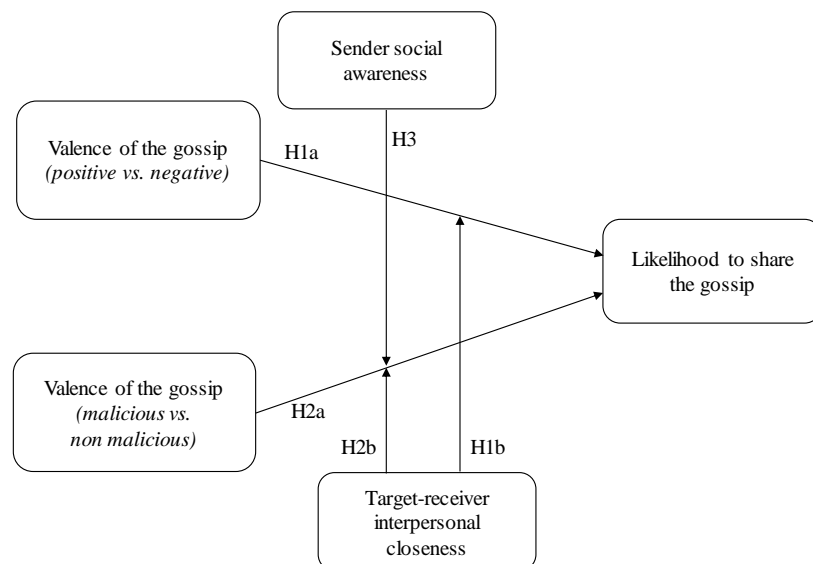 Sender social
awareness
Valence of the gossip
(positive vs. negative)
H1a
H3
Likelihood to share
the gossip
Valence of the gossip
(malicious vs.
non malicious)
H2a
H2b
H1b
Target-receiver
interpersonal
closeness